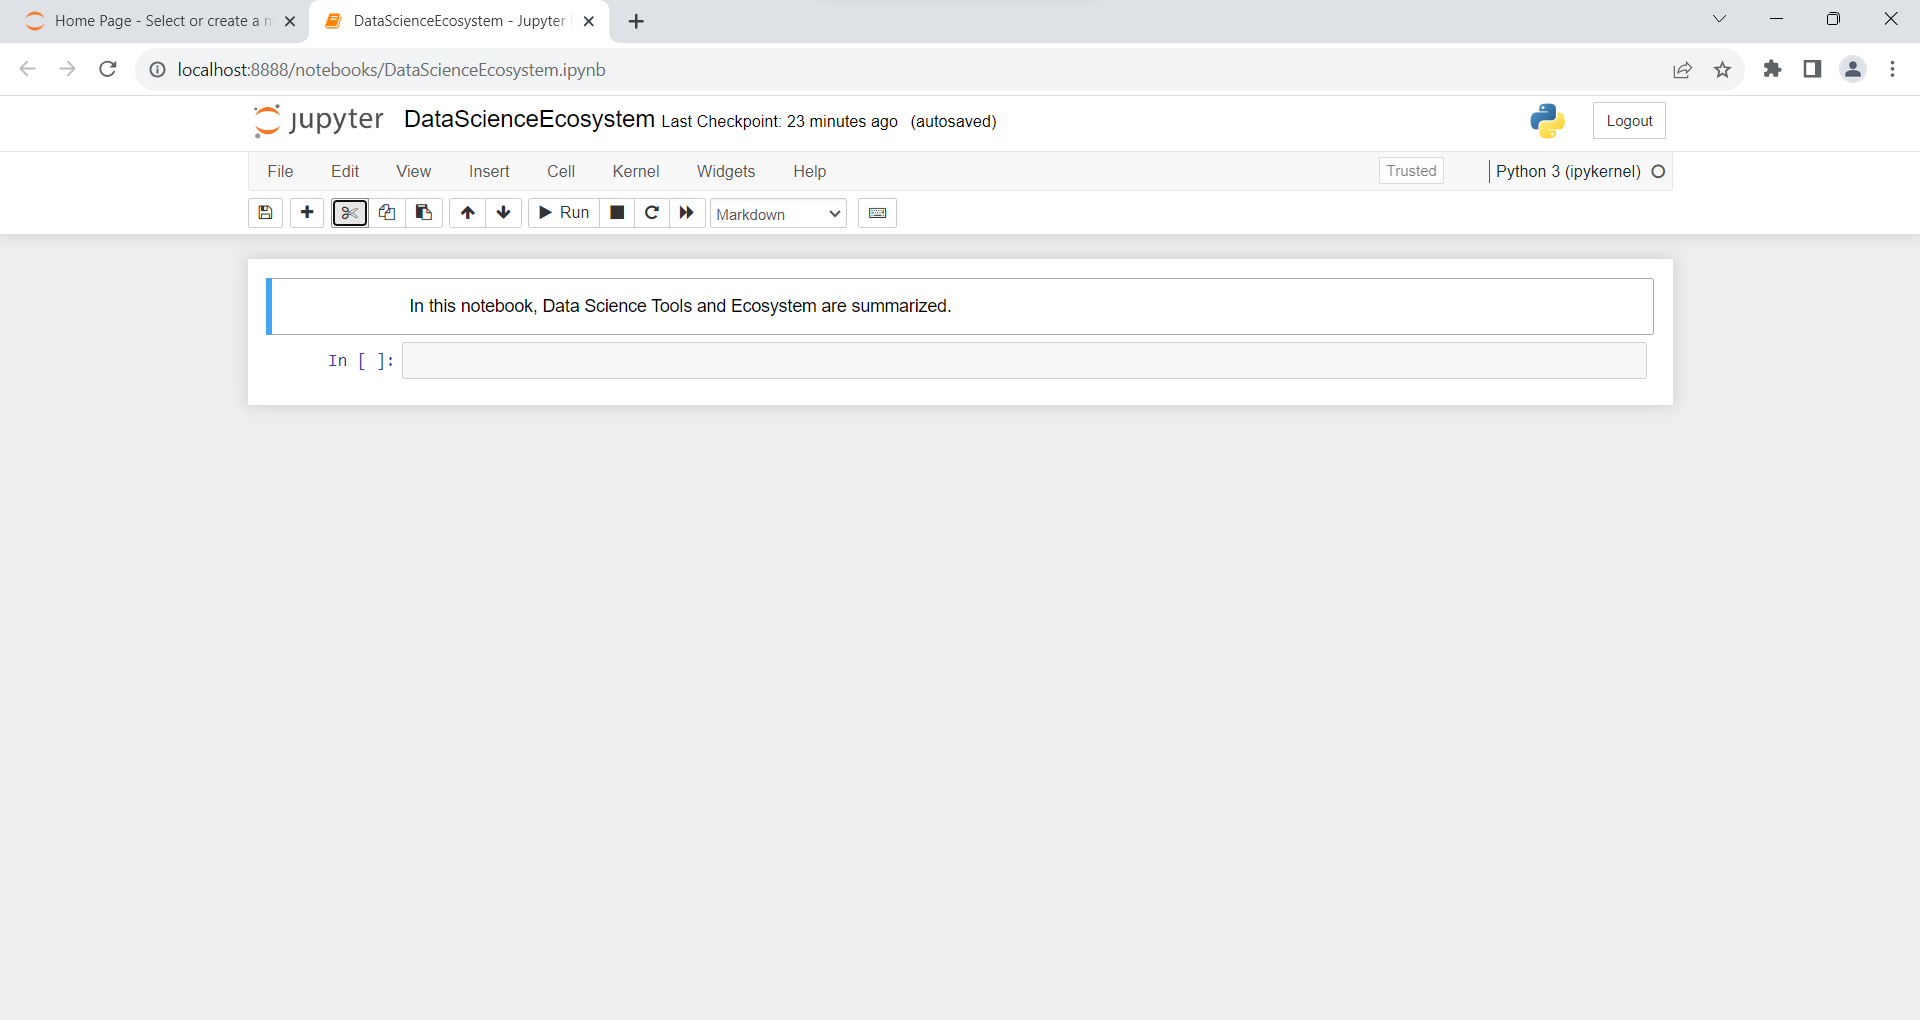 Home Page - Select or create a n
DataScienceEcosystem - Jupyter
localhost:8888/notebooks/DataScienceEcosystem.ipynb
jupyter DataScienceEcosystem Last Checkpoint: 23 minutes ago (autosaved)
Logout
File Edit View Insert Cell Kernel Widgets Help
Trusted
Python 3 (ipykernel)
Run
Markdown
In this notebook, Data Science Tools and Ecosystem are summarized.
In [ ]: